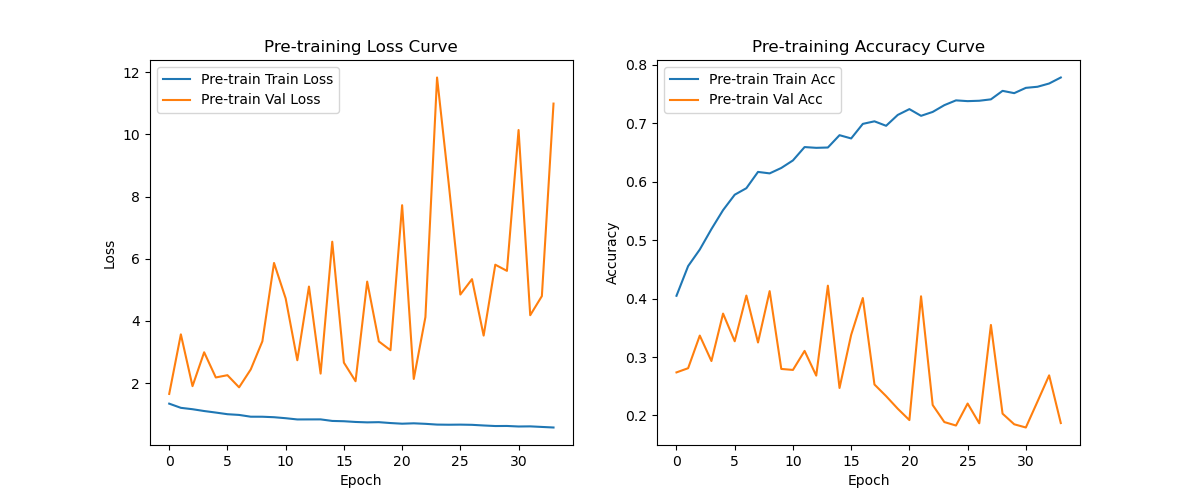 Pre-training Loss Curve
Pre-train Train Loss
Pre-train Val Loss
12
10
8
6
4
2
Loss
0 5 10 15 20 25 30
Epoch
Pre-training Accuracy Curve
Pre-train Train Acc
Pre-train Val Acc
0.8
0.7
0.6
0.5
0.4
0.3
0.2
Accuracy
0 5 10 15 20 25 30
Epoch